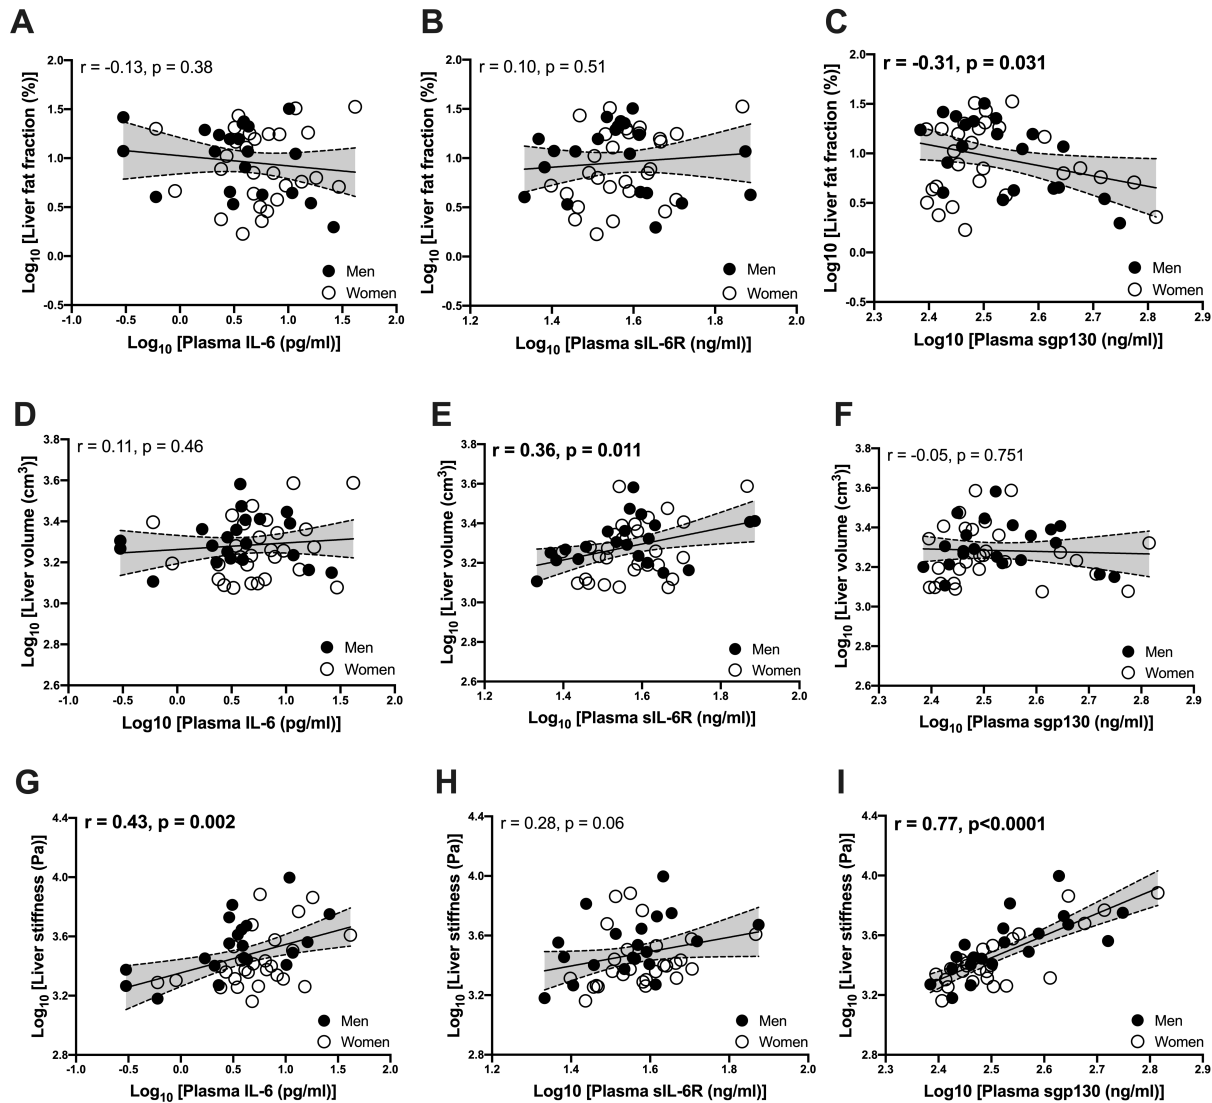 A
r = -0.13, p = 0.38
Log10 [Liver fat fraction (%)]
2.0
1.5
1.0
0.5
0.0
-0.5
-1.0 -0.5 0.0 0.5 1.0 1.5 2.0
Log10 [Plasma IL-6 (pg/ml)]
Men
Women
B
r = 0.10, p = 0.51
Log10 [Liver fat fraction (%)]
2.0
1.5
1.0
0.5
0.0
-0.5
1.2 1.4 1.6 1.8 2.0
Log10 [Plasma sIL-6R (ng/ml)]
Men
Women
C
r = -0.31, p = 0.031
Log10 [Liver fat fraction (%)]
2.0
1.5
1.0
0.5
0.0
-0.5
2.3 2.4 2.5 2.6 2.7 2.8 2.9
Log10 [Plasma sgp130 (ng/ml)]
Men
Women
D
r = 0.11, p = 0.46
Log10 [Liver volume (cm3)]
3.8
3.6
3.4
3.2
3.0
2.8
2.6
-1.0 -0.5 0.0 0.5 1.0 1.5 2.0
Log10 [Plasma IL-6 (pg/ml)]
Men
Women
E
r = 0.36, p = 0.011
Log10 [Liver volume (cm3)]
3.8
3.6
3.4
3.2
3.0
2.8
2.6
1.2 1.4 1.6 1.8 2.0
Log10 [Plasma sIL-6R (ng/ml)]
Men
Women
F
r = -0.05, p = 0.751
Log10 [Liver volume (cm3)]
3.8
3.6
3.4
3.2
3.0
2.8
2.6
2.3 2.4 2.5 2.6 2.7 2.8 2.9
Log10 [Plasma sgp130 (ng/ml)]
Men
Women
G
r = 0.43, p = 0.002
Log10 [Liver stiffness (Pa)]
4.4
4.0
3.6
3.2
2.8
-1.0 -0.5 0.0 0.5 1.0 1.5 2.0
Log10 [Plasma IL-6 (pg/ml)]
Men
Women
H
r = 0.28, p = 0.06
Log10 [Liver stiffness (Pa)]
4.4
4.0
3.6
3.2
2.8
1.2 1.4 1.6 1.8 2.0
Log10 [Plasma sIL-6R (ng/ml)]
Men
Women
I
r = 0.77, p<0.0001
Log10 [Liver stiffness (Pa)]
4.4
4.0
3.6
3.2
2.8
2.3 2.4 2.5 2.6 2.7 2.8 2.9
Log10 [Plasma sgp130 (ng/ml)]
Men
Women